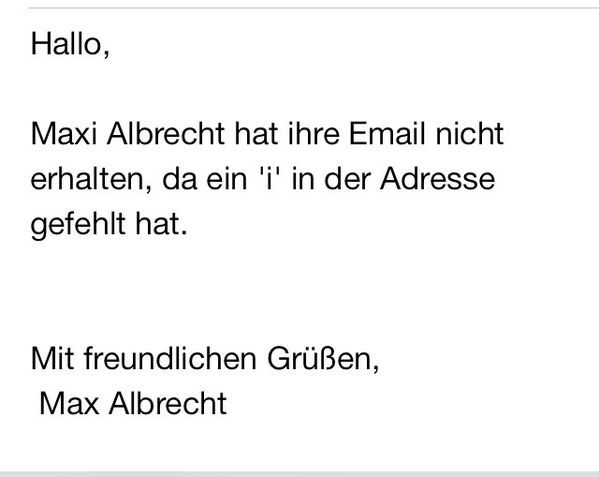 Hallo,
Maxi Albrecht hat ihre Email nicht
erhalten, da ein 'i' in der Adresse
gefehlt hat.
Mit freundlichen Grüßen,
Max Albrecht